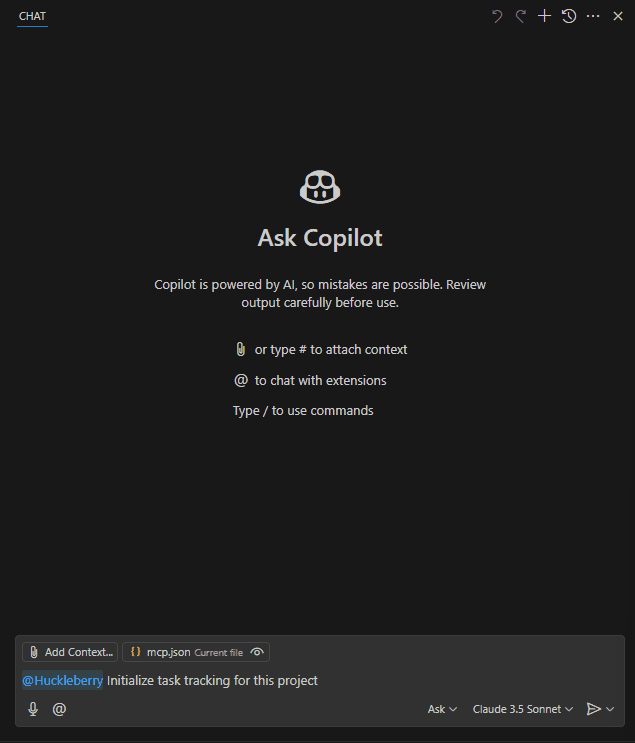 CHAT
Ask Copilot
Copilot is powered by AI, so mistakes are possible. Review
output carefully before use.
or type # to attach context
@ to chat with extensions
Type / to use commands
Add Context...
{} mcp.json Current file
@Huckleberry Initialize task tracking for this project
@ Ask Claude 3.5 Sonnet